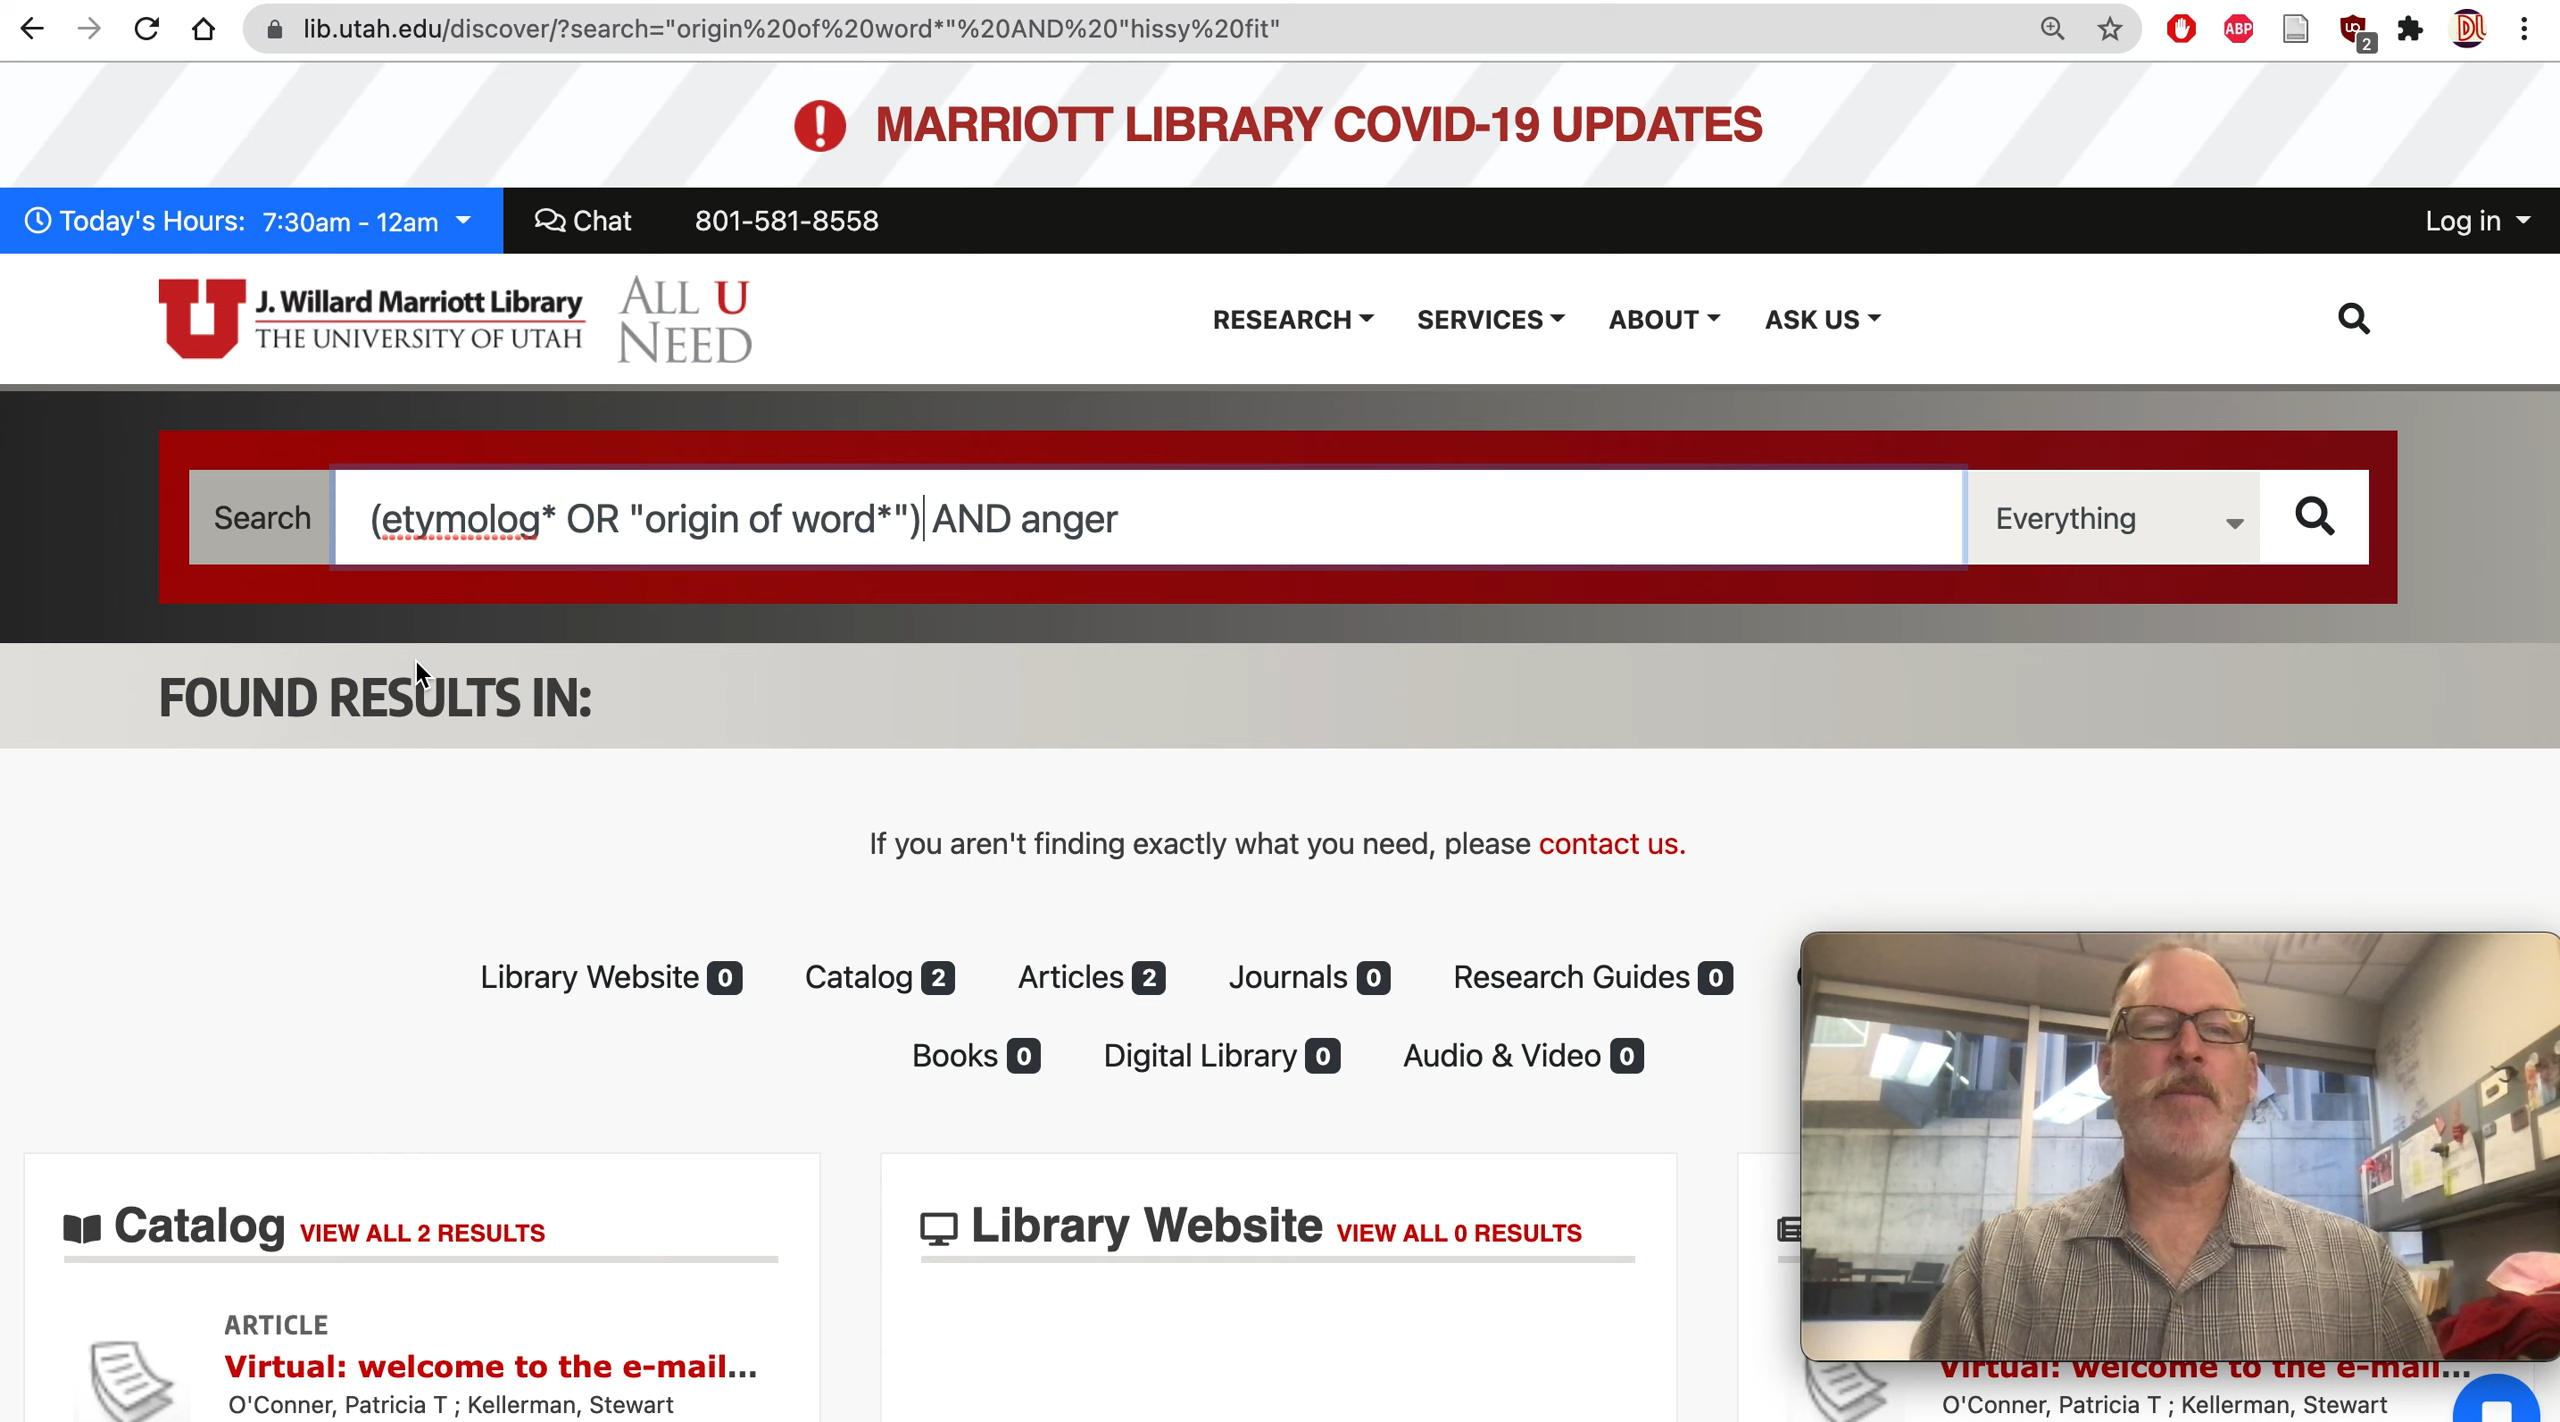 lib.utah.edu/discover/?search="origin%20of%20word*"%20AND%20"hissy%20fit"
ABP
2
DL
MARRIOTT LIBRARY COVID-19 UPDATES
Today's Hours: 7:30am - 12am
Chat
801-581-8558
Log in
U J. Willard Marriott Library
THE UNIVERSITY OF UTAH
ALL U
NEED
RESEARCH
SERVICES
ABOUT
ASK US
Search
(etymolog* OR "origin of word*") AND anger
Everything
FOUND RESULTS IN:
If you aren't finding exactly what you need, please contact us.
Library Website 0
Catalog 2
Articles 2
Journals 0
Research Guides 0
Books 0
Digital Library 0
Audio & Video 0
Catalog VIEW ALL 2 RESULTS
ARTICLE
Virtual: welcome to the e-mail...
O'Conner, Patricia T ; Kellerman, Stewart
Library Website VIEW ALL 0 RESULTS
Virtual: welcome to the e-mail...
O'Conner, Patricia T ; Kellerman, Stewart